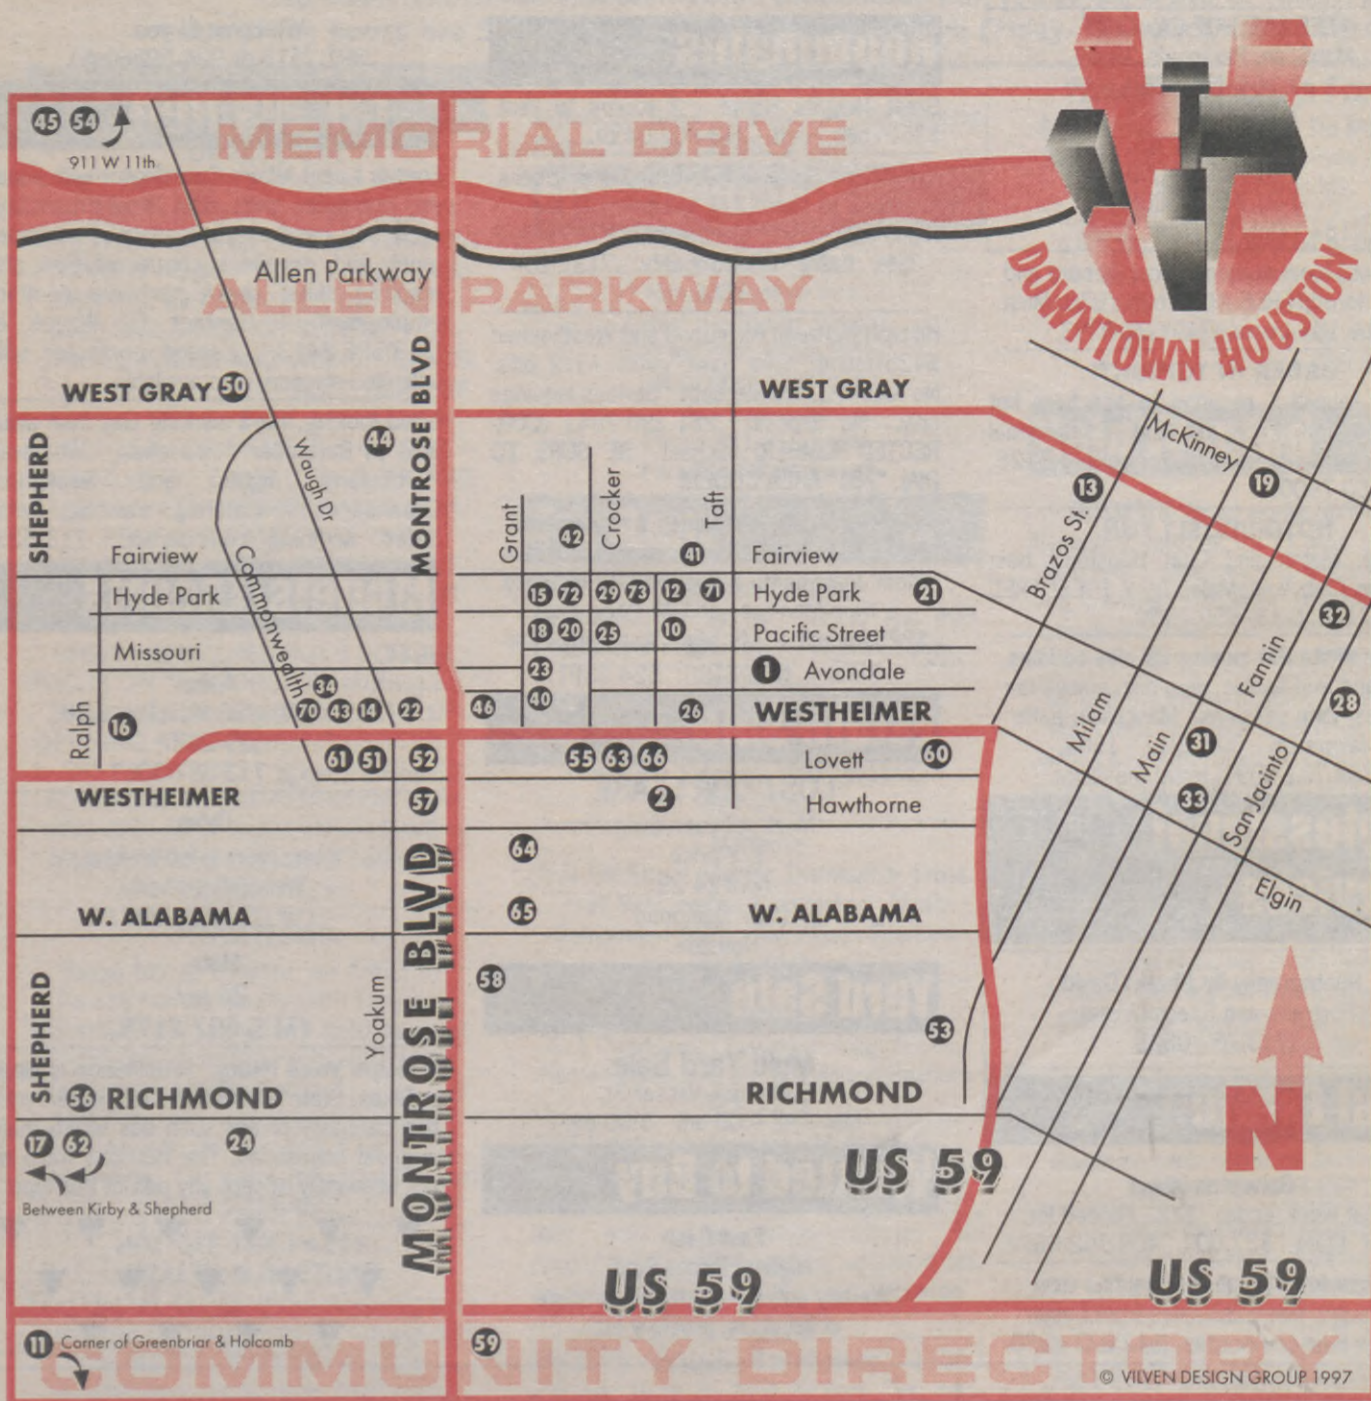 45 54
911 W 11th
MEMORIAL DRIVE
DOWNTOWN HOUSTON
Allen Parkway
ALLEN PARKWAY
WEST GRAY 50
WEST GRAY
MONTROSE BLVD
SHEPHERD
44
Waugh Dr
McKinney
19
13
Brazos St.
Grant
42
Crocker
Taft
41
Fairview
Commonwealth
Fairview
Hyde Park
15 72 29 73 12 71
Hyde Park
21
32
18 20 25 10
Pacific Street
Missouri
23
1 Avondale
Fannin
34
70 43 14 22
46
40
26
WESTHEIMER
28
Ralph
16
Milam
Main
31
61 51 52
55 63 66
Lovett
60
WESTHEIMER
57
2
Hawthorne
33
San Jacinto
64
MONTROSE BLVD
Elgin
W. ALABAMA
65
W. ALABAMA
SHEPHERD
58
Yoakum
53
56 RICHMOND
RICHMOND
17 62
24
US 59
N
Between Kirby & Shepherd
US 59
US 59
11 Corner of Greenbriar & Holcomb
59
COMMUNITY DIRECTORY
© VILVEN DESIGN GROUP 1997